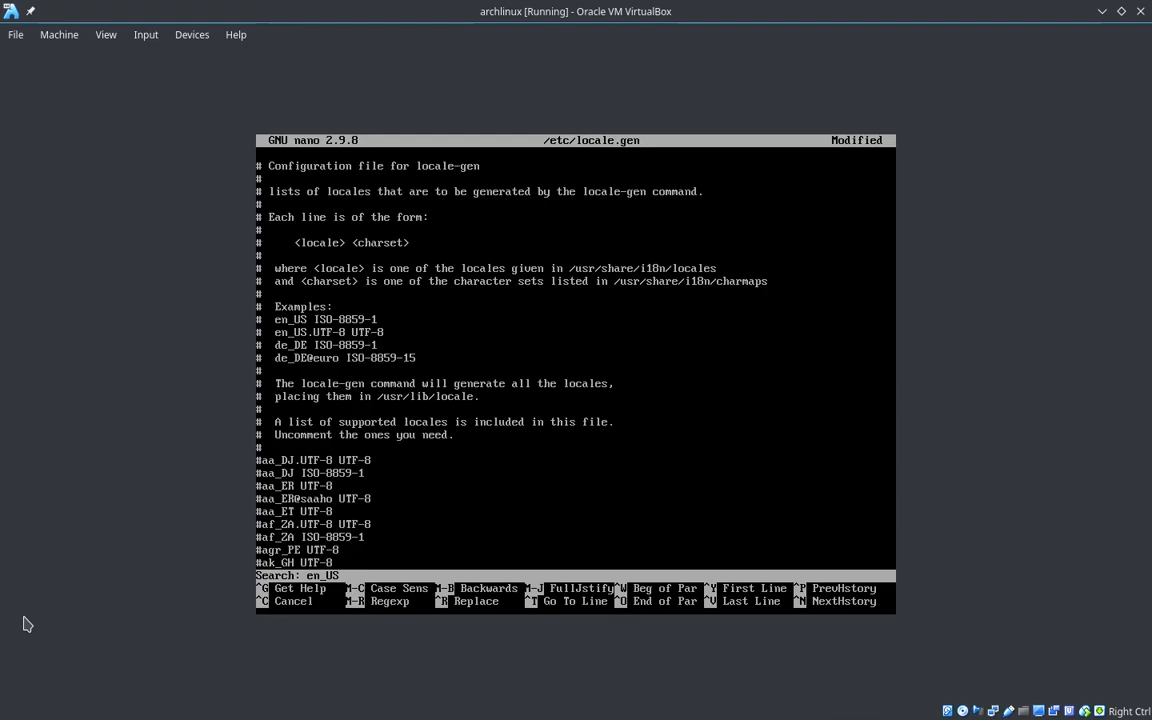 archlinux [Running] - Oracle VM VirtualBox
File Machine View Input Devices Help
GNU nano 2.9.8 /etc/locale.gen Modified
# Configuration file for locale-gen
#
# lists of locales that are to be generated by the locale-gen command.
#
# Each line is of the form:
#
#     <locale> <charset>
#
#  where <locale> is one of the locales given in /usr/share/i18n/locales
#  and <charset> is one of the character sets listed in /usr/share/i18n/charmaps
#
#  Examples:
#  en_US ISO-8859-1
#  en_US.UTF-8 UTF-8
#  de_DE ISO-8859-1
#  de_DE@euro ISO-8859-15
#
#  The locale-gen command will generate all the locales,
#  placing them in /usr/lib/locale.
#
#  A list of supported locales is included in this file.
#  Uncomment the ones you need.
#
#aa_DJ.UTF-8 UTF-8
#aa_DJ ISO-8859-1
#aa_ER UTF-8
#aa_ER@saaho UTF-8
#aa_ET UTF-8
#af_ZA.UTF-8 UTF-8
#af_ZA ISO-8859-1
#agr_PE UTF-8
#ak_GH UTF-8
Search: en_US
^G Get Help M-C Case Sens M-B Backwards M-J FullJstify ^W Beg of Par ^Y First Line ^P PrevHstory
^C Cancel M-R Regexp ^R Replace ^T Go To Line ^O End of Par ^V Last Line ^N NextHstory
Right Ctrl